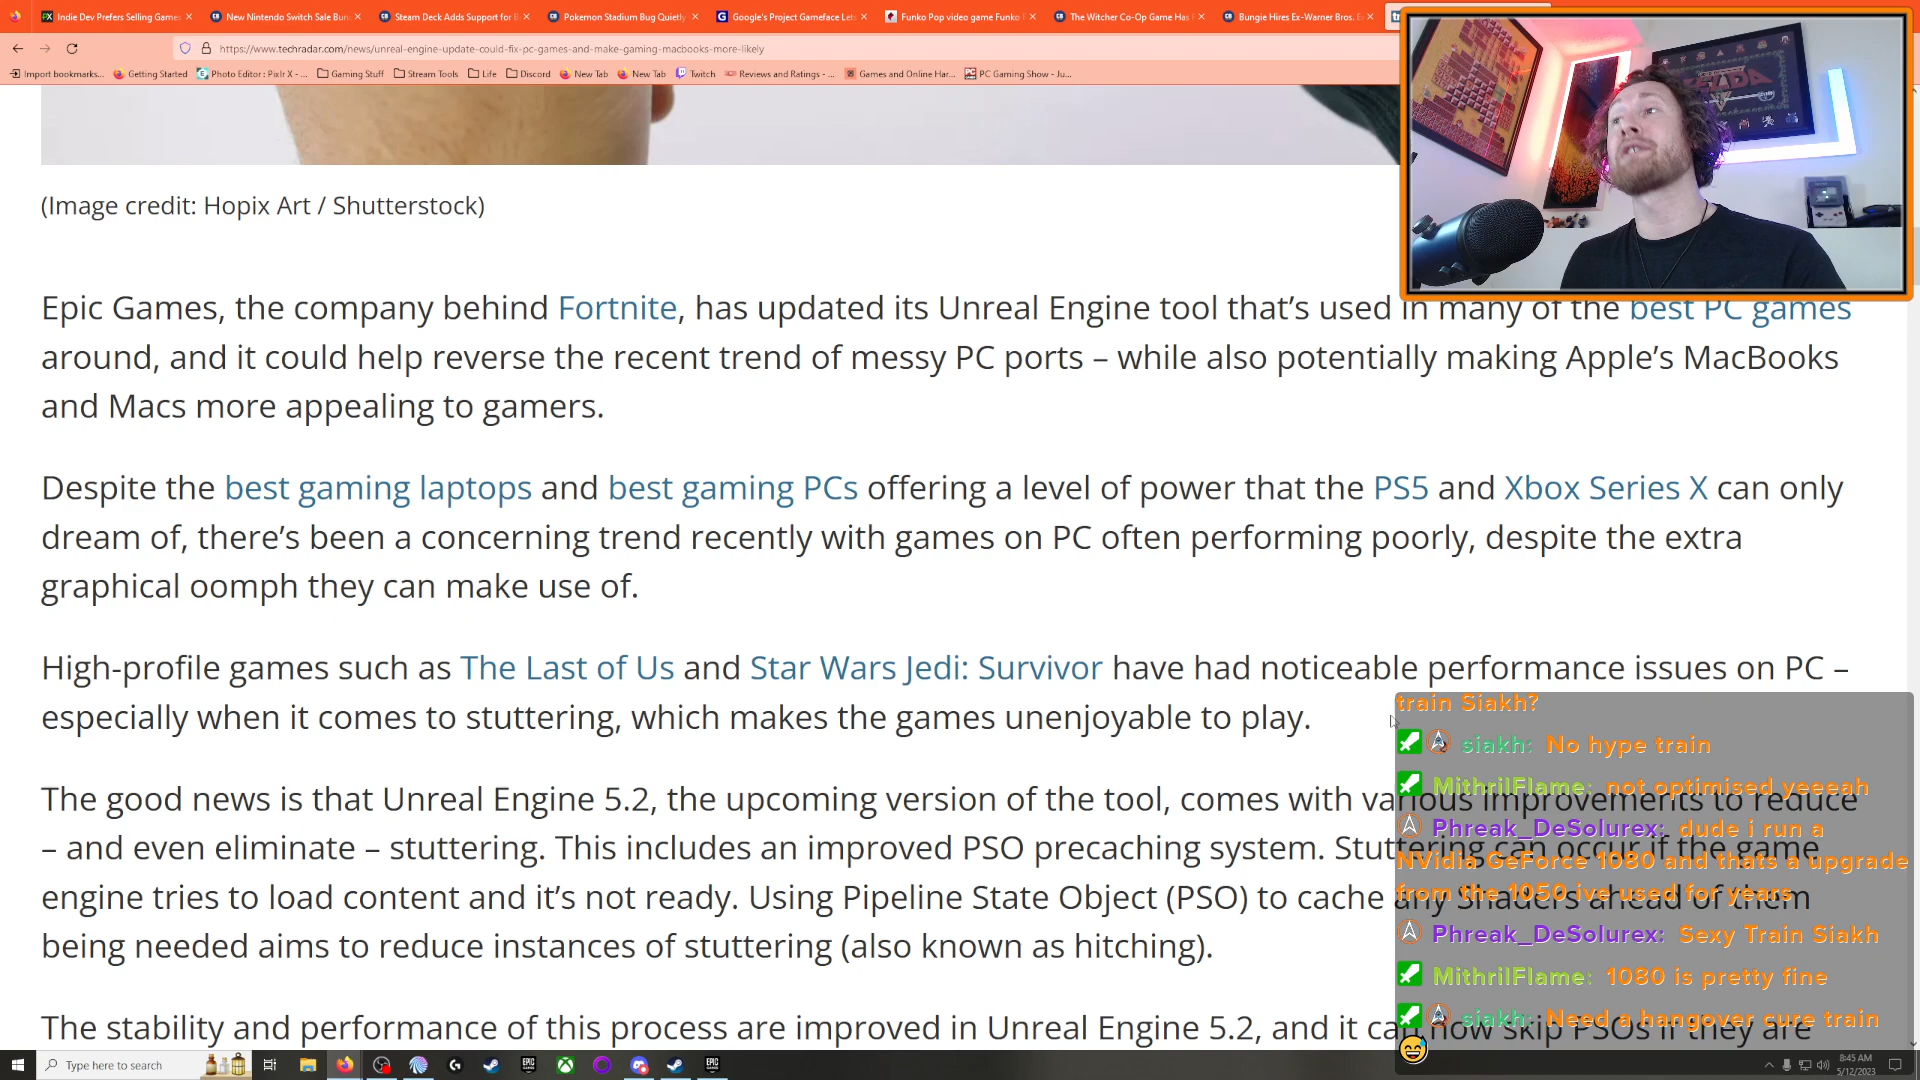 Indie Dev Prefers Selling Games
New Nintendo Switch Sale Bun
Steam Deck Adds Support for
Pokemon Stadium Bug Quietly
Google's Project Gameface Lets
Funko Pop video game Funko
The Witcher Co-Op Game Has
Bungie Hires Ex-Warner Bros. E
https://www.techradar.com/news/unreal-engine-update-could-fix-pc-games-and-make-gaming-macbooks-more-likely
Import bookmarks...
Getting Started
Photo Editor : Pixlr X - ...
Gaming Stuff
Stream Tools
Life
Discord
New Tab
New Tab
Twitch
Reviews and Ratings - ...
Games and Online Har...
PC Gaming Show - Ju...
(Image credit: Hopix Art / Shutterstock)
Epic Games, the company behind Fortnite, has updated its Unreal Engine tool that's used in many of the best PC games
around, and it could help reverse the recent trend of messy PC ports – while also potentially making Apple's MacBooks
and Macs more appealing to gamers.
Despite the best gaming laptops and best gaming PCs offering a level of power that the PS5 and Xbox Series X can only
dream of, there's been a concerning trend recently with games on PC often performing poorly, despite the extra
graphical oomph they can make use of.
High-profile games such as The Last of Us and Star Wars Jedi: Survivor have had noticeable performance issues on PC –
especially when it comes to stuttering, which makes the games unenjoyable to play.
The good news is that Unreal Engine 5.2, the upcoming version of the tool, comes with various improvements to reduce
– and even eliminate – stuttering. This includes an improved PSO precaching system. Stuttering can occur if the game
engine tries to load content and it's not ready. Using Pipeline State Object (PSO) to cache any Shaders ahead of them
being needed aims to reduce instances of stuttering (also known as hitching).
The stability and performance of this process are improved in Unreal Engine 5.2, and it can now skip PSOs if they are
train Siakh?
siakh: No hype train
MithrilFlame: not optimised yeeeah
Phreak_DeSolurex: dude i run a
NVidia GeForce 1080 and thats a upgrade
from the 1050 ive used for years
Phreak_DeSolurex: Sexy Train Siakh
MithrilFlame: 1080 is pretty fine
siakh: Need a hangover cure train
Type here to search
8:45 AM
5/12/2023